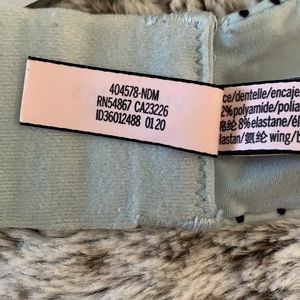 404578-NDM
RN54867 CA23226
ID36012488 0120
ce/dentelle/encaje
2% polyamide/polia
纶 8% elastane/él
lastan/氨纶 wing/b